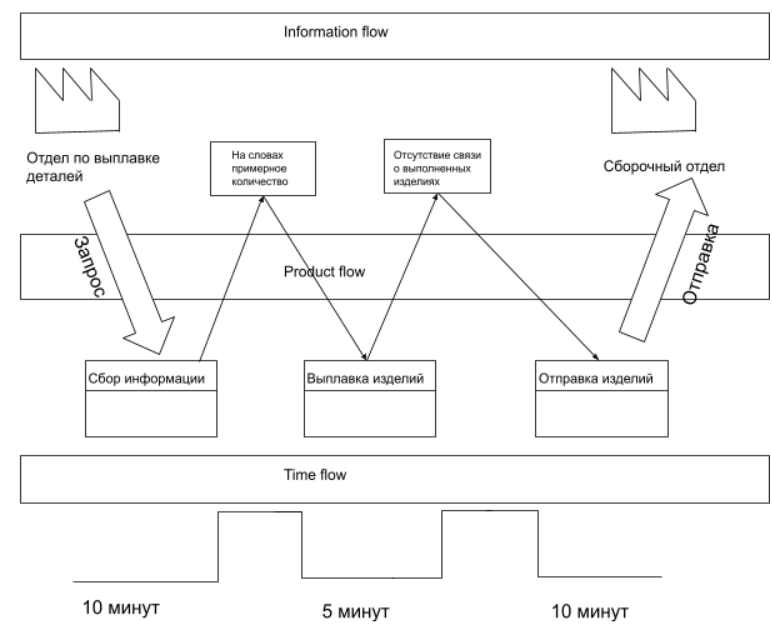 Information flow
Отдел по выплавке
деталей
На словах
примерное
количество
Отсутствие связи
о выполненных
изделиях
Сборочный отдел
Запрос
Product flow
Отправка
Сбор информации
Выплавка изделий
Отправка изделий
Time flow
10 минут
5 минут
10 минут